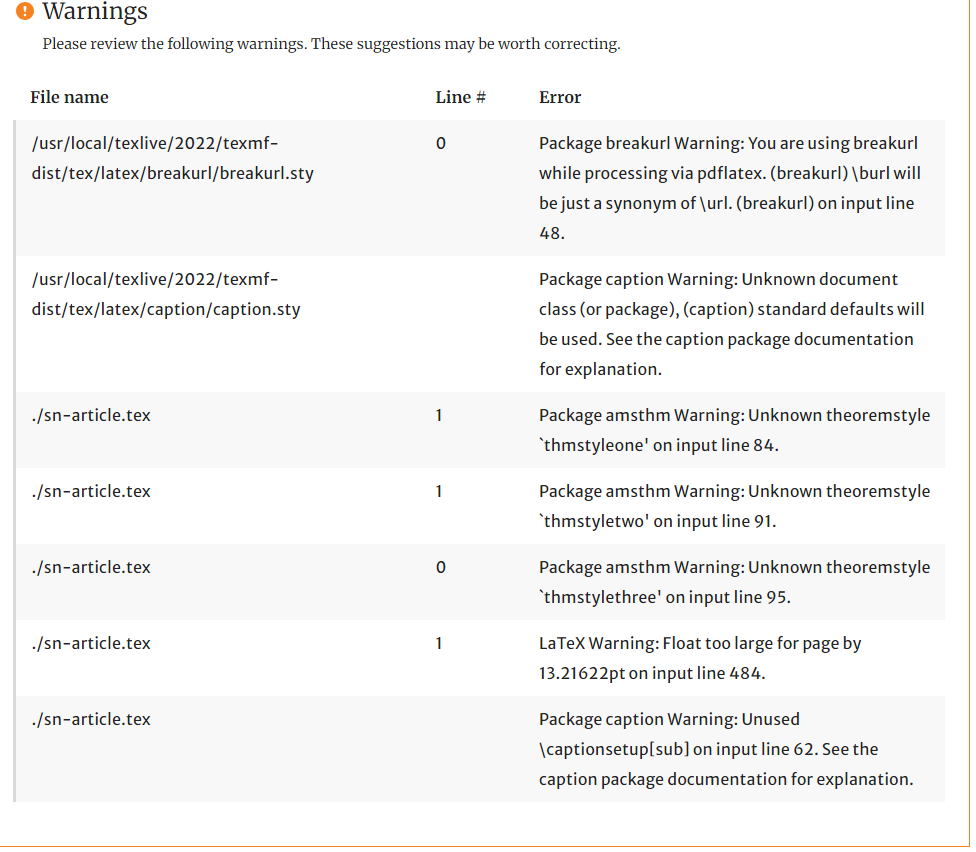 Warnings
Please review the following warnings. These suggestions may be worth correcting.
File name Line # Error
/usr/local/texlive/2022/texmf- 0 Package breakurl Warning: You are using breakurl
dist/tex/latex/breakurl/breakurl.sty while processing via pdflatex. (breakurl) \burl will
be just a synonym of \url. (breakurl) on input line
48.
/usr/local/texlive/2022/texmf- Package caption Warning: Unknown document
dist/tex/latex/caption/caption.sty class (or package), (caption) standard defaults will
be used. See the caption package documentation
for explanation.
./sn-article.tex 1 Package amsthm Warning: Unknown theoremstyle
`thmstyleone' on input line 84.
./sn-article.tex 1 Package amsthm Warning: Unknown theoremstyle
`thmstyletwo' on input line 91.
./sn-article.tex 0 Package amsthm Warning: Unknown theoremstyle
`thmstylethree' on input line 95.
./sn-article.tex 1 LaTeX Warning: Float too large for page by
13.21622pt on input line 484.
./sn-article.tex Package caption Warning: Unused
\captionsetup[sub] on input line 62. See the
caption package documentation for explanation.